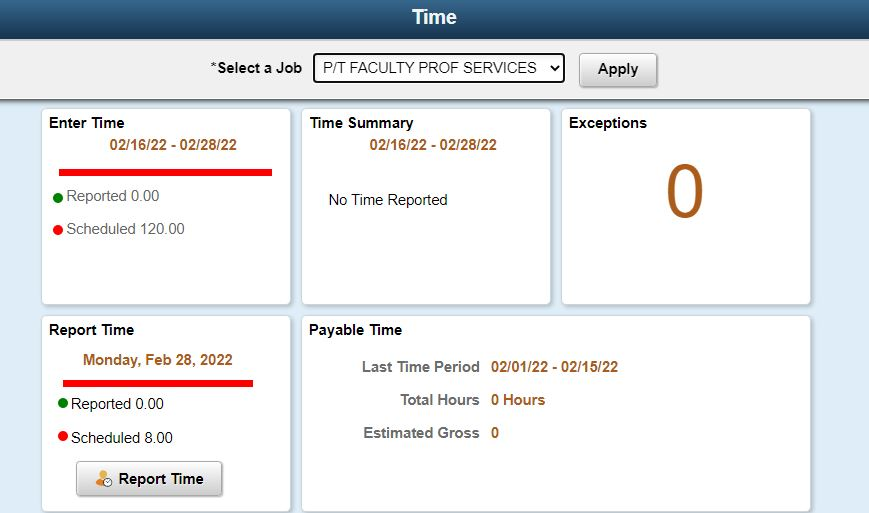 Time
*Select a Job P/T FACULTY PROF SERVICES Apply
Enter Time
02/16/22 - 02/28/22
Reported 0.00
Scheduled 120.00
Time Summary
02/16/22 - 02/28/22
No Time Reported
Exceptions
0
Report Time
Monday, Feb 28, 2022
Reported 0.00
Scheduled 8.00
Report Time
Payable Time
Last Time Period 02/01/22 - 02/15/22
Total Hours 0 Hours
Estimated Gross 0